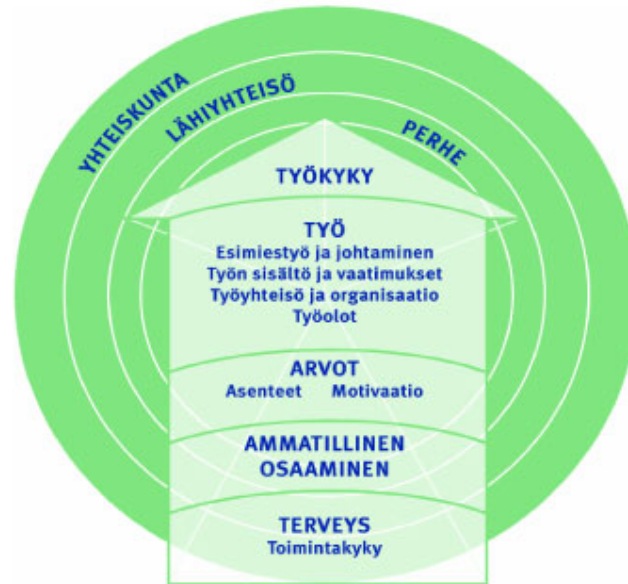 YHTEISKUNTA
LÄHIYHTEISÖ
PERHE
TYÖKYKY
TYÖ
Esimiestyö ja johtaminen
Työn sisältö ja vaatimukset
Työyhteisö ja organisaatio
Työolot
ARVOT
Asenteet Motivaatio
AMMATILLINEN
OSAAMINEN
TERVEYS
Toimintakyky